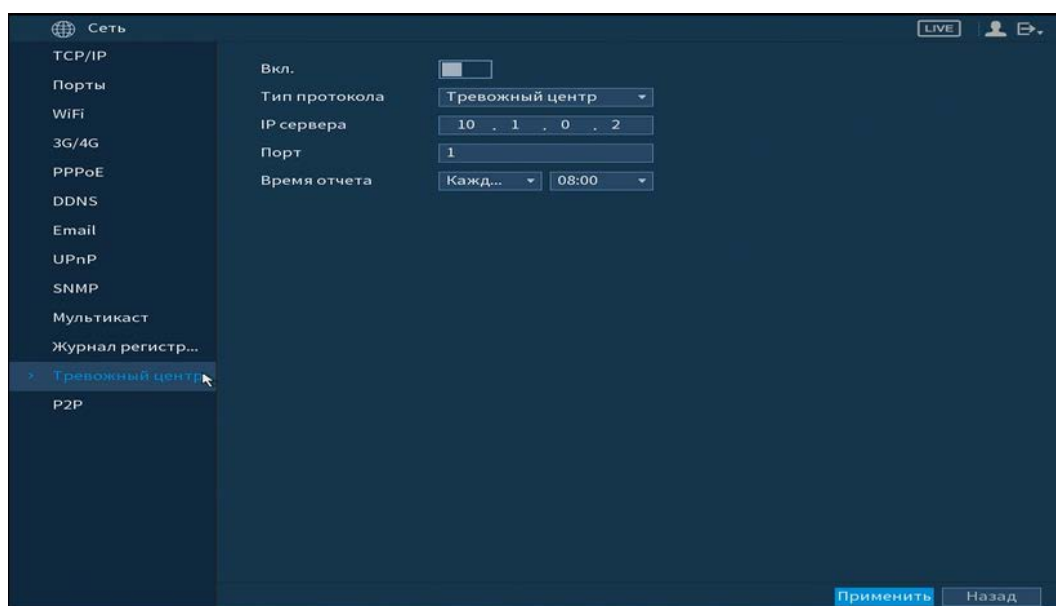 Сеть
LIVE
TCP/IP
Порты
WiFi
3G/4G
PPPoE
DDNS
Email
UPnP
SNMP
Мультикаст
Журнал регистр...
> Тревожный центр
P2P
Вкл.
Тип протокола Тревожный центр
IP сервера 10 . 1 . 0 . 2
Порт 1
Время отчета Кажд... 08:00
Применить Назад